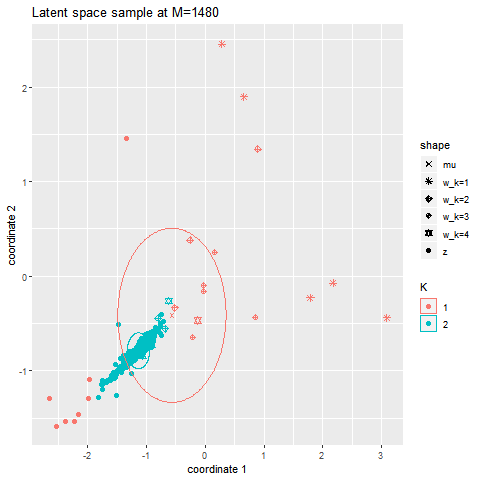 Latent space sample at M=1480
2
1
0
-1
coordinate 2
-2
-1
0
1
2
3
coordinate 1
shape
mu
w_k=1
w_k=2
w_k=3
w_k=4
z
K
1
2